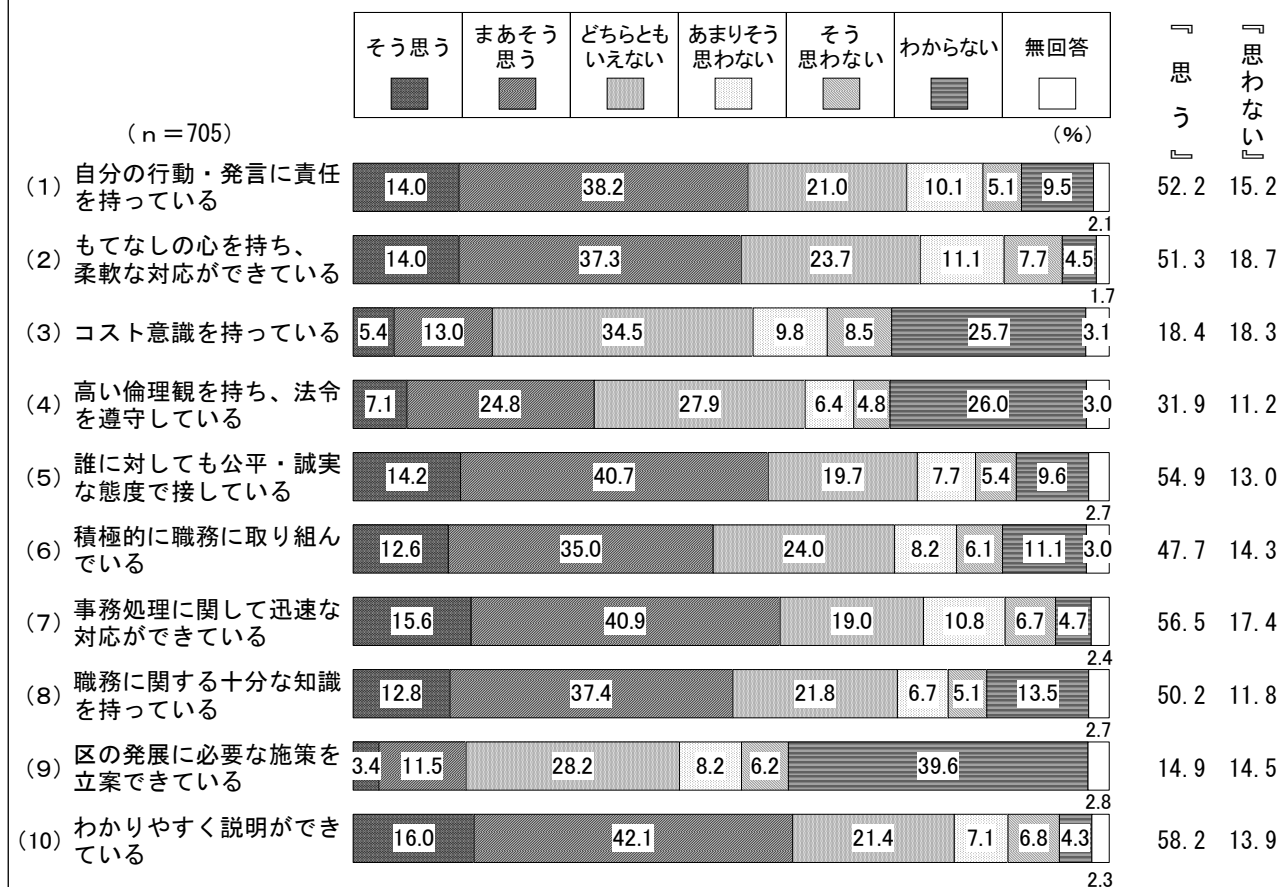 そう思う
まあそう
思う
どちらとも
いえない
あまりそう
思わない
そう
思わない
わからない
無回答
『思う』
『思わない』
(n=705)
(%)
(1) 自分の行動・発言に責任
を持っている
14.0 38.2 21.0 10.1 5.1 9.5 52.2 15.2
2.1
(2) もてなしの心を持ち、
柔軟な対応ができている
14.0 37.3 23.7 11.1 7.7 4.5 51.3 18.7
1.7
(3) コスト意識を持っている
5.4 13.0 34.5 9.8 8.5 25.7 3.1 18.4 18.3
(4) 高い倫理観を持ち、法令
を遵守している
7.1 24.8 27.9 6.4 4.8 26.0 3.0 31.9 11.2
(5) 誰に対しても公平・誠実
な態度で接している
14.2 40.7 19.7 7.7 5.4 9.6 54.9 13.0
2.7
(6) 積極的に職務に取り組ん
でいる
12.6 35.0 24.0 8.2 6.1 11.1 3.0 47.7 14.3
(7) 事務処理に関して迅速な
対応ができている
15.6 40.9 19.0 10.8 6.7 4.7 56.5 17.4
2.4
(8) 職務に関する十分な知識
を持っている
12.8 37.4 21.8 6.7 5.1 13.5 50.2 11.8
2.7
(9) 区の発展に必要な施策を
立案できている
3.4 11.5 28.2 8.2 6.2 39.6 14.9 14.5
2.8
(10) わかりやすく説明ができ
ている
16.0 42.1 21.4 7.1 6.8 4.3 58.2 13.9
2.3